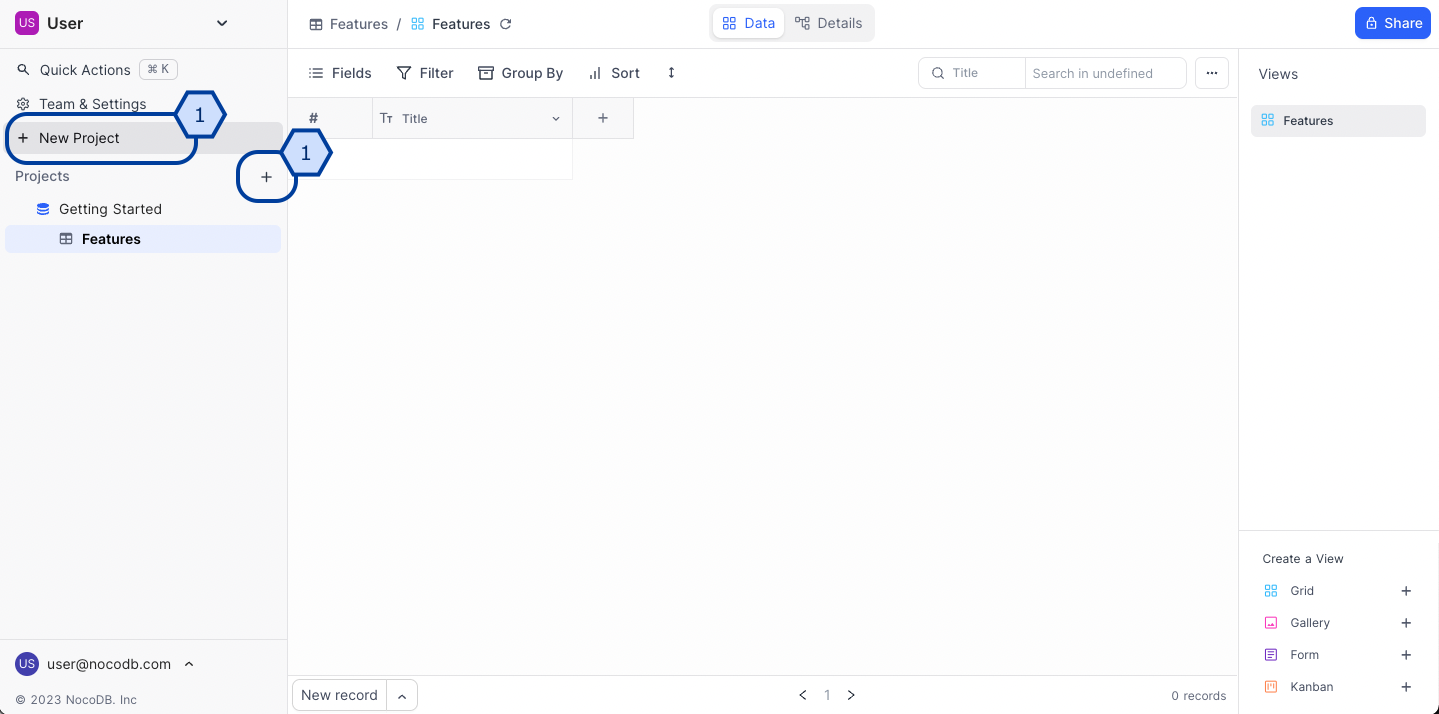 US User
Features / Features
Data Details
Share
Quick Actions ⌘ K
Team & Settings
New Project
1
Projects
1
Getting Started
Features
Fields Filter Group By Sort
Title Search in undefined
# Title
Views
Features
Create a View
Grid
Gallery
Form
Kanban
US user@nocodb.com
© 2023 NocoDB. Inc
New record
1
0 records